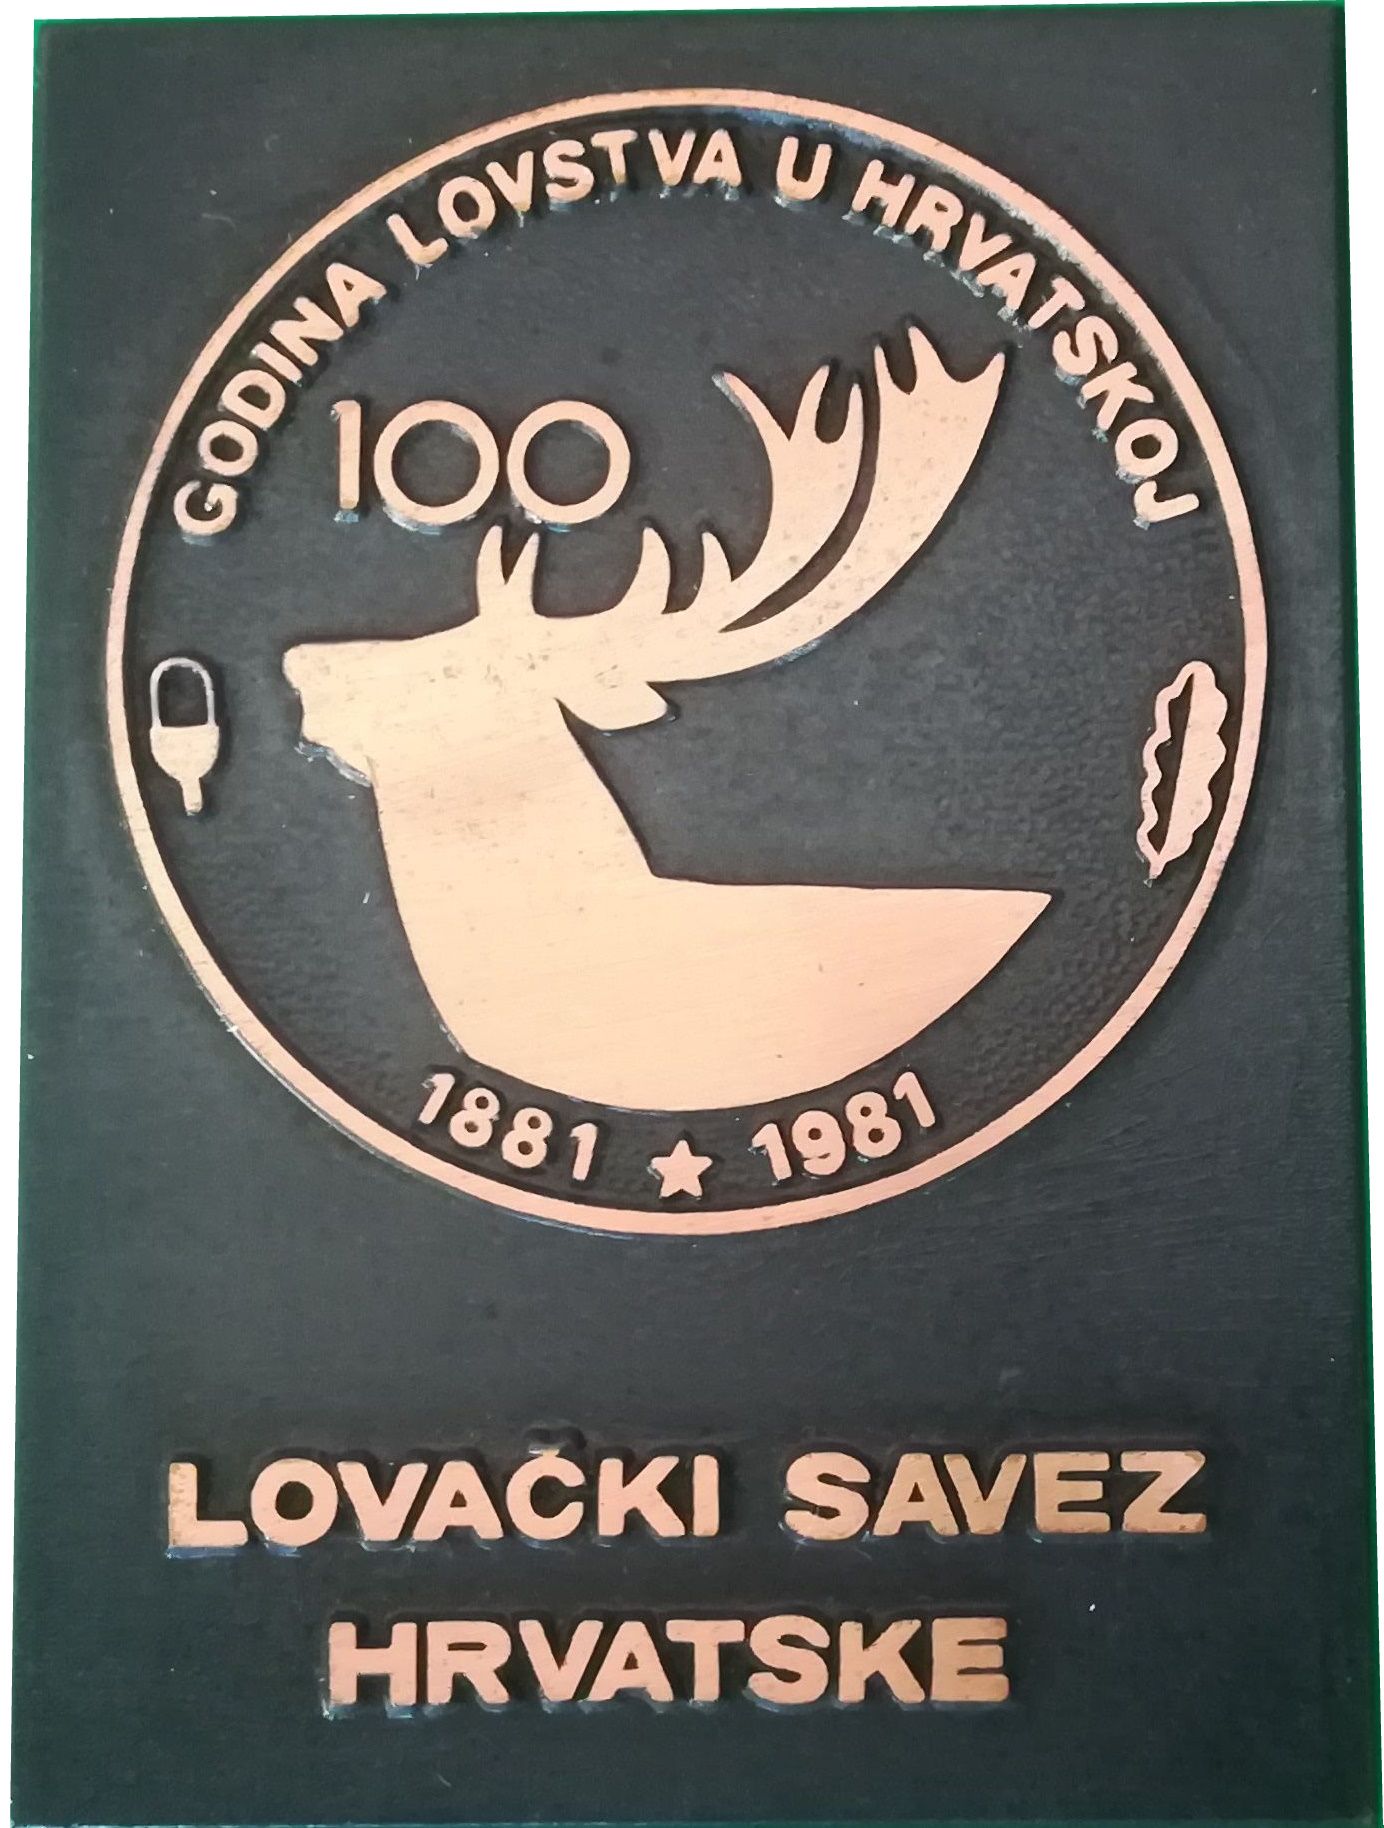 GODINA LOVSTVA U HRVATSKOJ
100
1881 ★ 1981
LOVAČKI SAVEZ
HRVATSKE